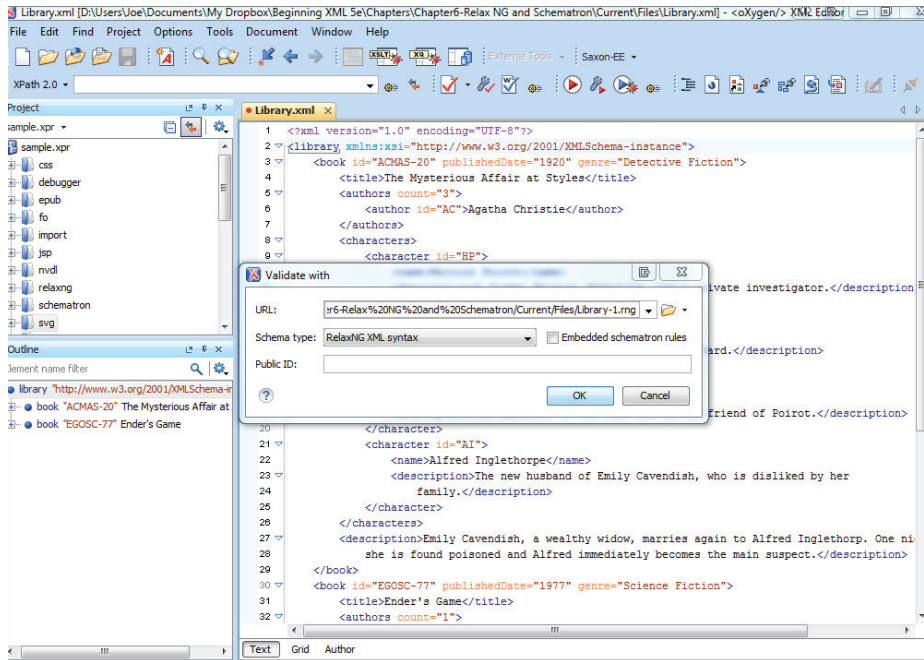 Library.xml [D:\Users\Joe\Documents\My Dropbox\Beginning XML 5e\Chapters\Chapter6-Relax NG and Schematron\Current\Files\Library.xml] - <oXygen/> XML Editor
File Edit Find Project Options Tools Document Window Help
XSLT XQ External Tools Saxon-EE
XPath 2.0
Project
sample.xpr
sample.xpr
css
debugger
epub
fo
import
jsp
nvdl
relaxng
schematron
svg
Outline
lement name filter
library "http://www.w3.org/2001/XMLSchema-ir
book "ACMAS-20" The Mysterious Affair at
book "EGOSC-77" Ender's Game
Library.xml
1 <?xml version="1.0" encoding="UTF-8"?>
2 <library xmlns:xsi="http://www.w3.org/2001/XMLSchema-instance">
3 <book id="ACMAS-20" publishedDate="1920" genre="Detective Fiction">
4 <title>The Mysterious Affair at Styles</title>
5 <authors count="3">
6 <author id="AC">Agatha Christie</author>
7 </authors>
8 <characters>
9 <character id="HP">
ivate investigator.</description
ard.</description>
friend of Poirot.</description>
Validate with
URL: er6-Relax%20NG%20and%20Schematron/Current/Files/Library-1.rng
Schema type: RelaxNG XML syntax Embedded schematron rules
Public ID:
OK Cancel
20 </character>
21 <character id="AI">
22 <name>Alfred Inglethorpe</name>
23 <description>The new husband of Emily Cavendish, who is disliked by her
24 family.</description>
25 </character>
26 </characters>
27 <description>Emily Cavendish, a wealthy widow, marries again to Alfred Inglethorp. One ni
28 she is found poisoned and Alfred immediately becomes the main suspect.</description>
29 </book>
30 <book id="EGOSC-77" publishedDate="1977" genre="Science Fiction">
31 <title>Ender's Game</title>
32 <authors count="1">
Text Grid Author